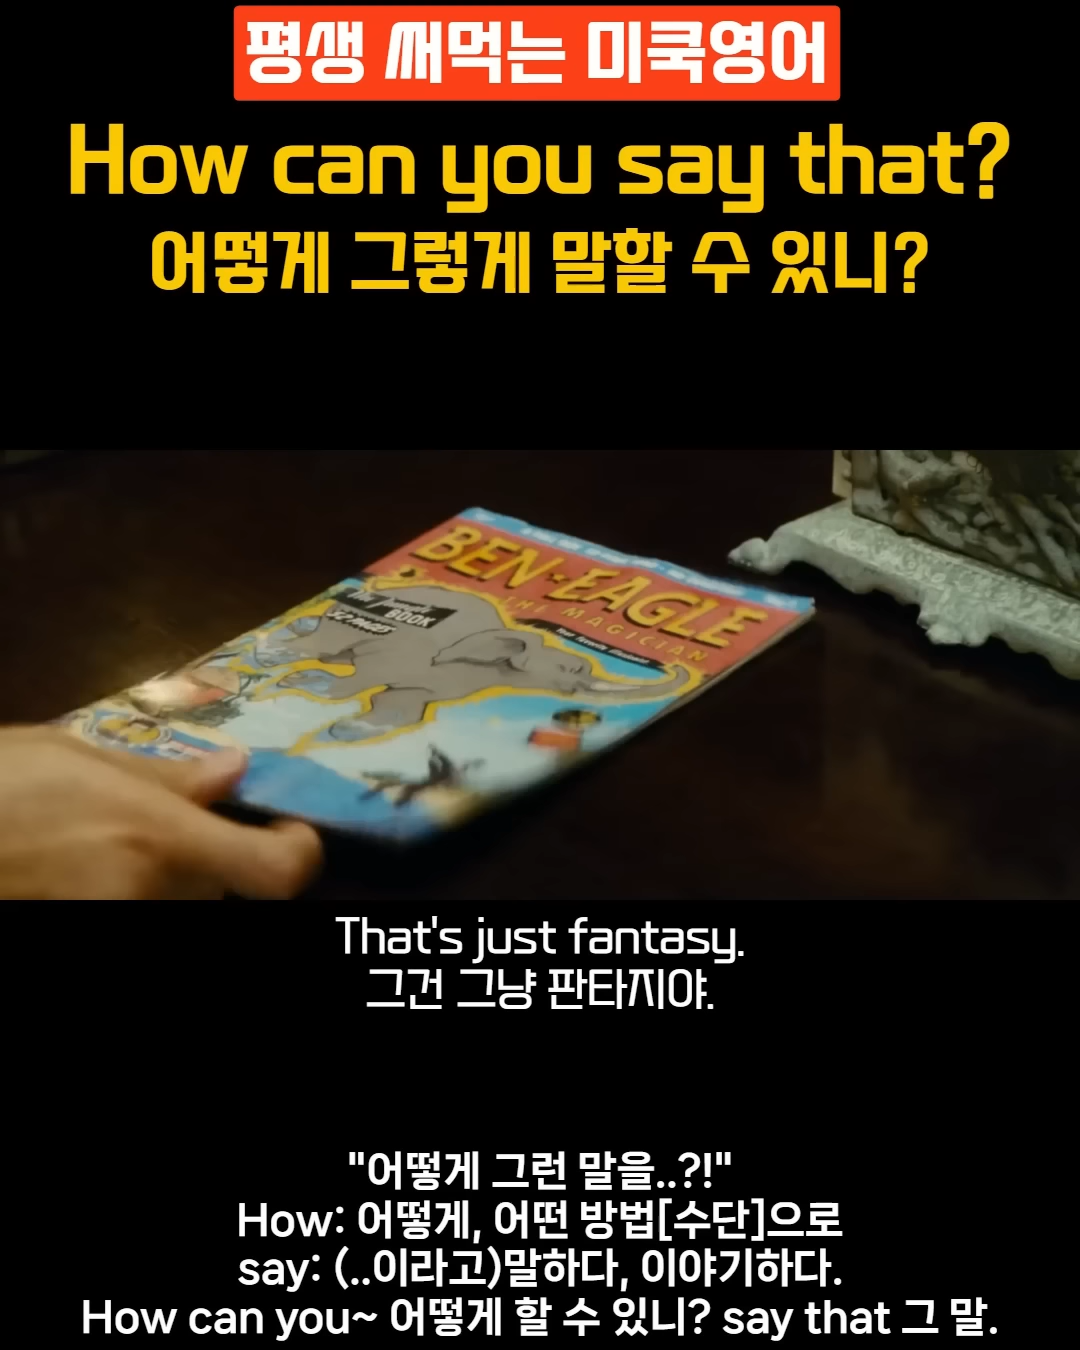 평생 써먹는 미쿡영어
How can you say that?
어떻게 그렇게 말할 수 있니?
BEN★EAGLE
THE MAGICIAN
BOOK
32 PAGES
That's just fantasy.
그건 그냥 판타지야.
"어떻게 그런 말을..?!"
How: 어떻게, 어떤 방법[수단]으로
say: (..이라고)말하다, 이야기하다.
How can you~ 어떻게 할 수 있니? say that 그 말.